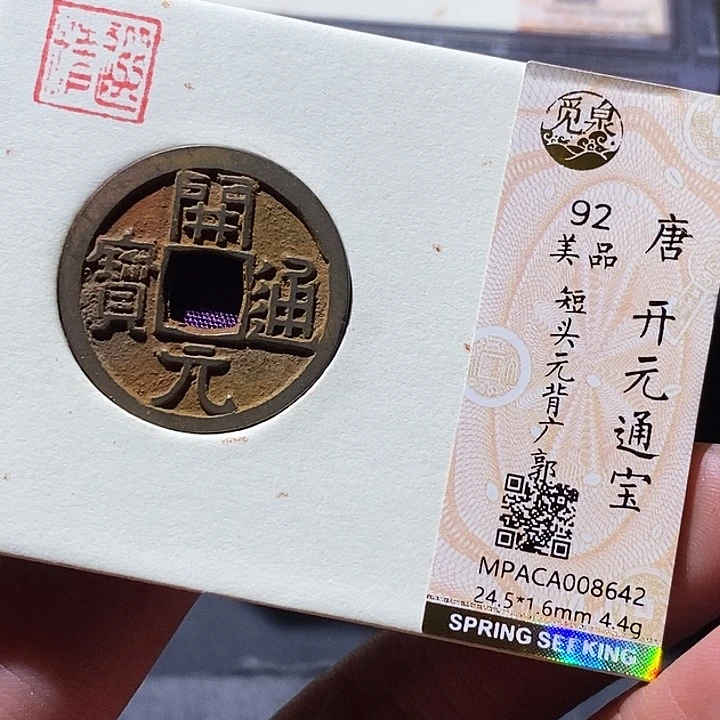 開
元
通
寳
觅泉
唐 开元通宝
92
美品
短头元背广郭
MPACA008642
24.5*1.6mm 4.4g
SPRING SEEKING